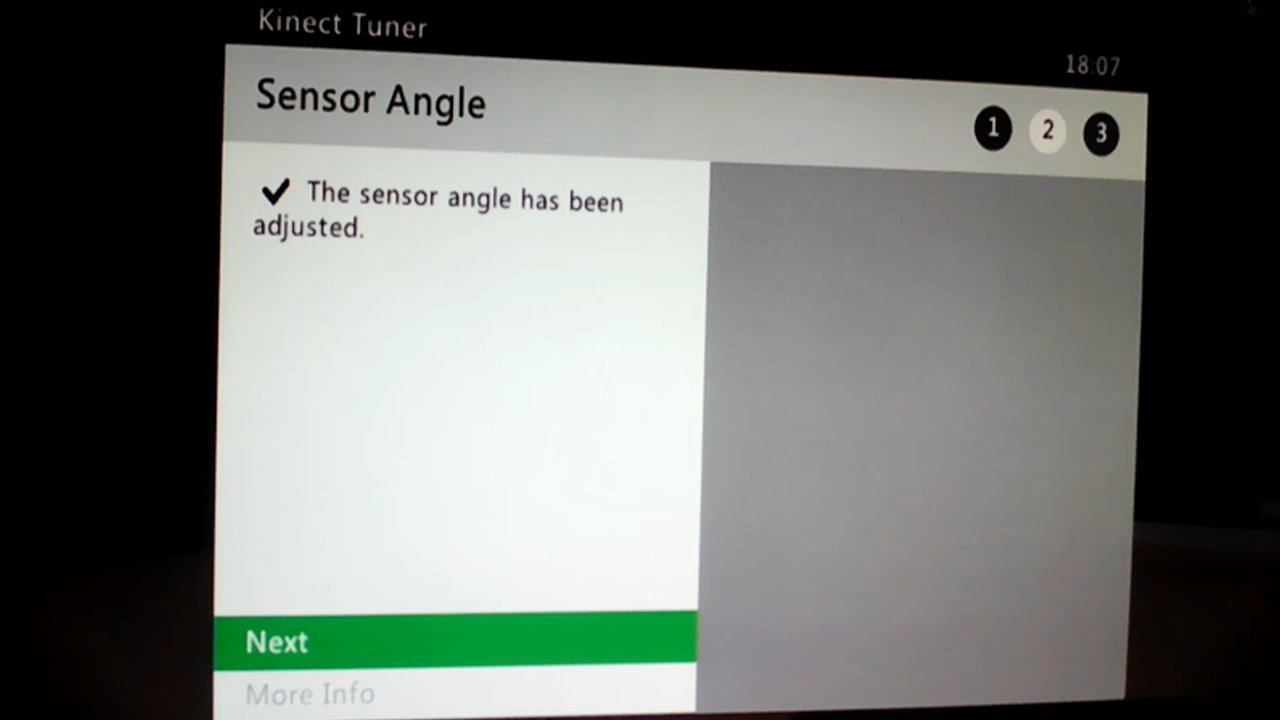 Kinect Tuner
18:07
Sensor Angle
1 2 3
The sensor angle has been
adjusted.
Next
More Info